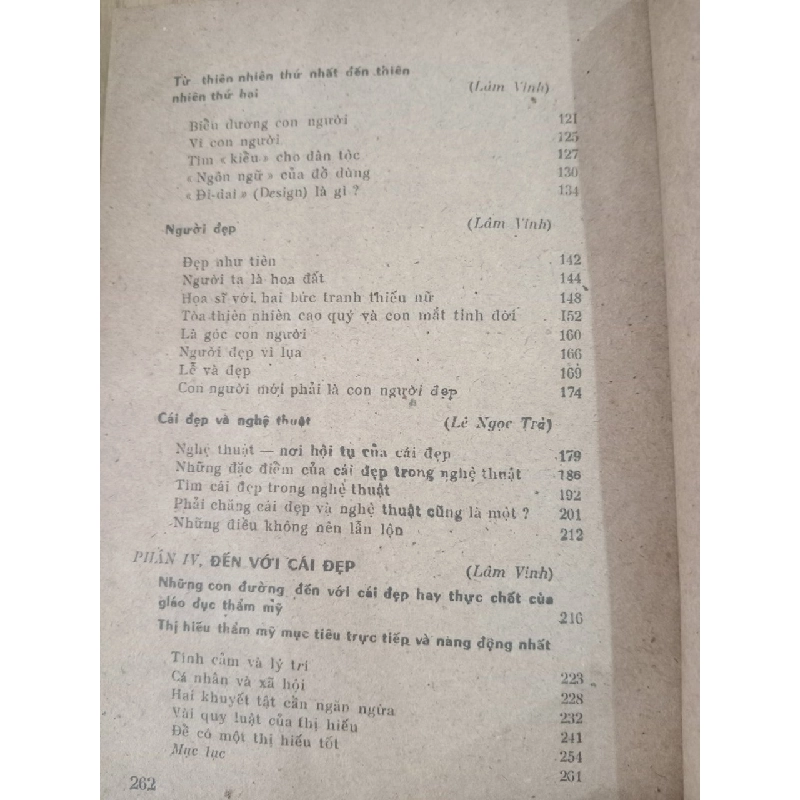 Từ thiên nhiên thứ nhất đến thiên
nhiên thứ hai (Lâm Vinh)
Biểu dương con người 121
Vì con người 125
Tìm « kiểu » cho dân tộc 127
« Ngôn ngữ » của đồ dùng 130
« Đi-dai » (Design) là gì ? 134
Người đẹp (Lâm Vinh)
Đẹp như tiên 142
Người ta là hoa đất 144
Họa sĩ với hai bức tranh thiếu nữ 148
Tòa thiên nhiên cao quý và con mắt tình đời 152
Là góc con người 160
Người đẹp vì lụa 166
Lễ và đẹp 169
Con người mới phải là con người đẹp 174
Cái đẹp và nghệ thuật (Lê Ngọc Trà)
Nghệ thuật — nơi hội tụ của cái đẹp 179
Những đặc điểm của cái đẹp trong nghệ thuật 186
Tìm cái đẹp trong nghệ thuật 192
Phải chăng cái đẹp và nghệ thuật cũng là một ? 201
Những điều không nên lẫn lộn 212
PHẦN IV. ĐẾN VỚI CÁI ĐẸP (Lâm Vinh)
Những con đường đến với cái đẹp hay thực chất của
giáo dục thẩm mỹ 216
Thị hiếu thẩm mỹ mục tiêu trực tiếp và năng động nhất
Tình cảm và lý trí 223
Cá nhân và xã hội 228
Hai khuyết tật cần ngăn ngừa 232
Vài quy luật của thị hiếu 241
Để có một thị hiếu tốt 254
Mục lục 261
262